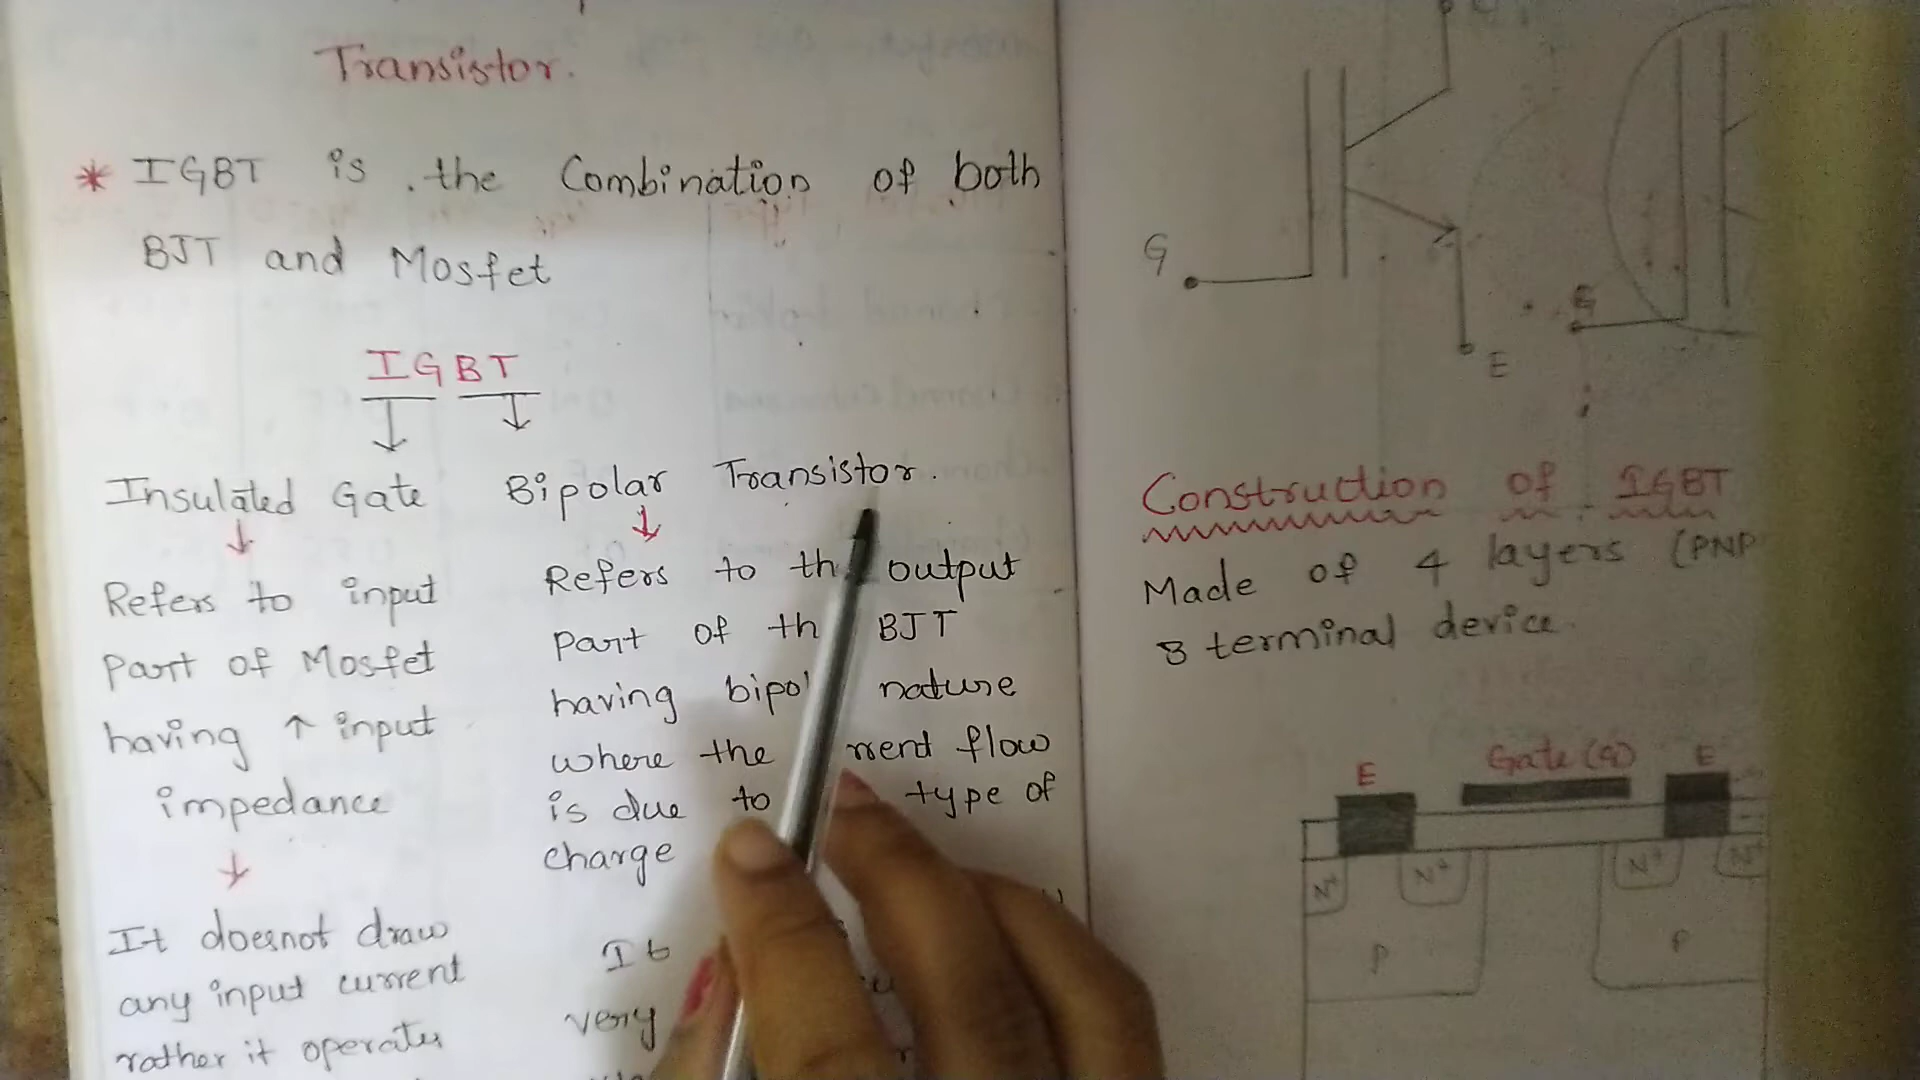 Transistor.
* IGBT is the Combination of both
BJT and Mosfet
IGBT
Insulated Gate Bipolar Transistor.
Refers to input
part of Mosfet
having ↑ input
impedance
It doesnot draw
any input current
rather it operates
Refers to the output
part of the BJT
having nature
where the flow
is due to type of
charge
It
very
G
E
G
Construction of IGBT
Made of 4 layers (PNP
3 terminal device.
E Gate (G) E
N+ N+ N+ N+
P P